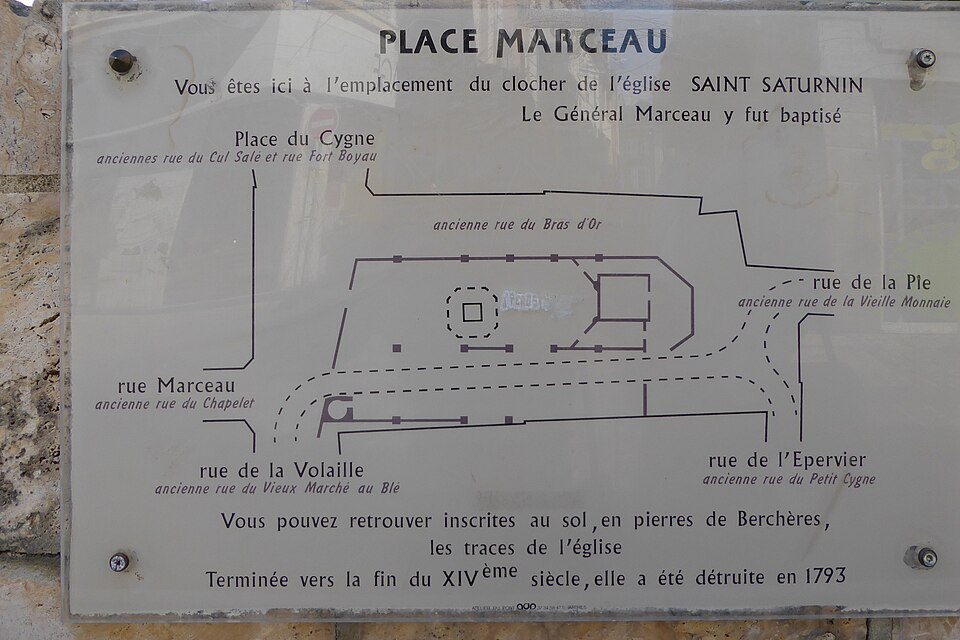 PLACE MARCEAU
Vous êtes ici à l'emplacement du clocher de l'église SAINT SATURNIN
Le Général Marceau y fut baptisé
Place du Cygne
anciennes rue du Cul Salé et rue Fort Boyau
ancienne rue du Bras d'Or
rue de la Pîe
ancienne rue de la Vieille Monnaie
rue Marceau
ancienne rue du Chapelet
rue de la Volaille
ancienne rue du Vieux Marché au Blé
rue de l'Epervier
ancienne rue du Petit Cygne
Vous pouvez retrouver inscrites au sol, en pierres de Berchères,
les traces de l'église
Terminée vers la fin du XIVème siècle, elle a été détruite en 1793